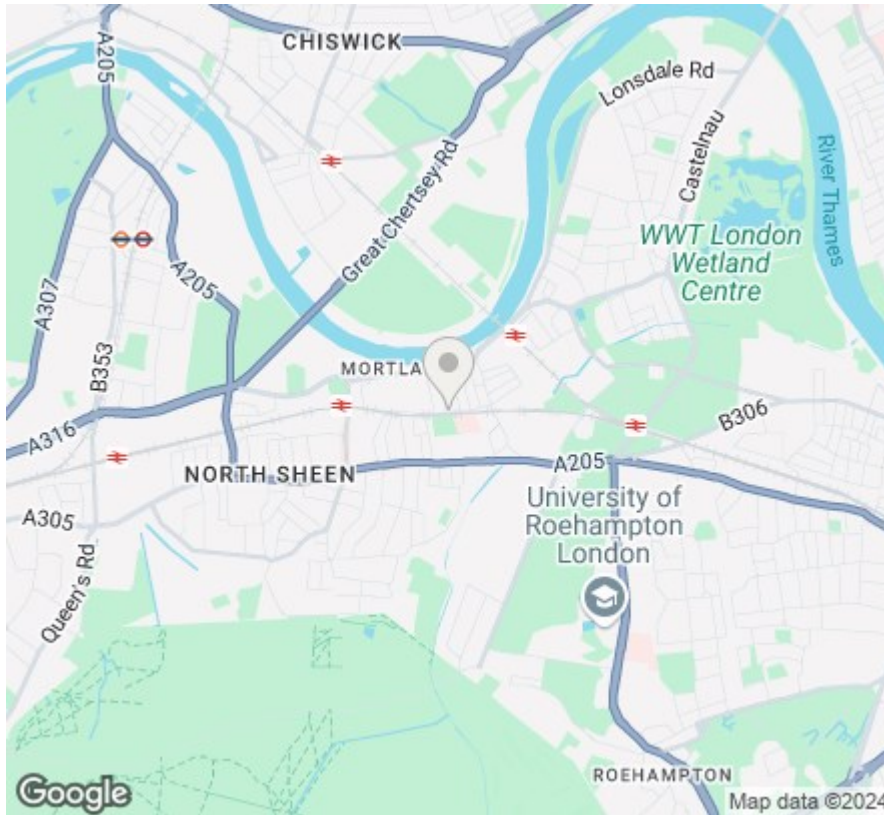 A205
CHISWICK
Lonsdale Rd
Castelnau
River Thames
Great Chertsey Rd
WWT London
Wetland
Centre
A307
A205
B353
MORTLA
A316
B306
NORTH SHEEN
A205
A305
University of
Roehampton
London
Queen's Rd
ROEHAMPTON
Google
Map data ©2024